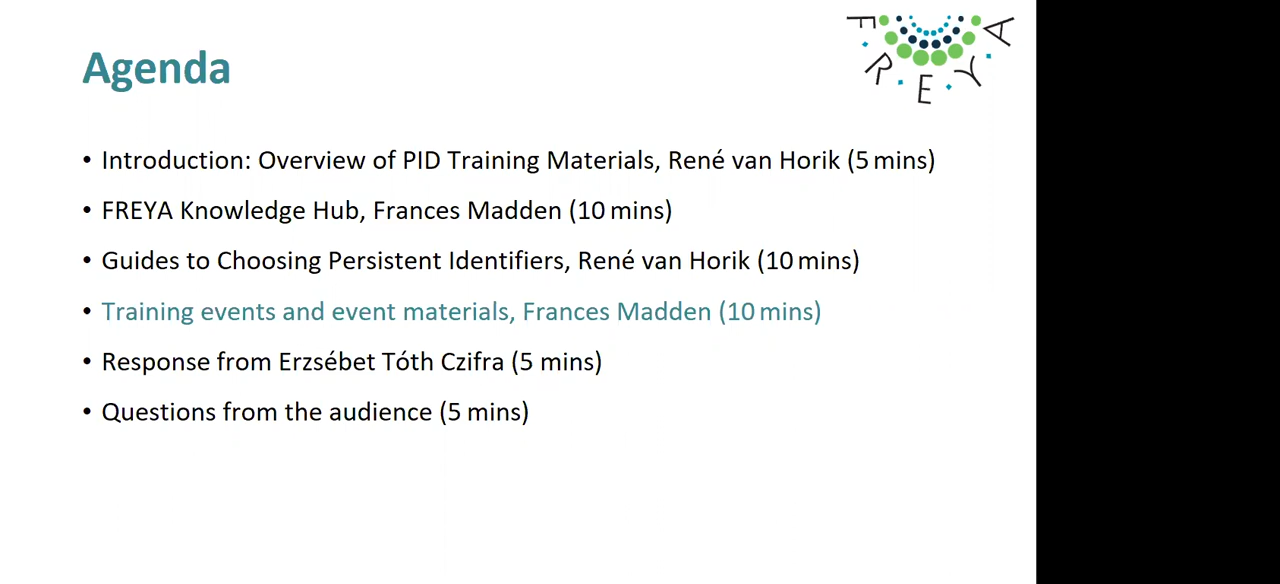 FREYA
Agenda
• Introduction: Overview of PID Training Materials, René van Horik (5 mins)
• FREYA Knowledge Hub, Frances Madden (10 mins)
• Guides to Choosing Persistent Identifiers, René van Horik (10 mins)
• Training events and event materials, Frances Madden (10 mins)
• Response from Erzsébet Tóth Czifra (5 mins)
• Questions from the audience (5 mins)